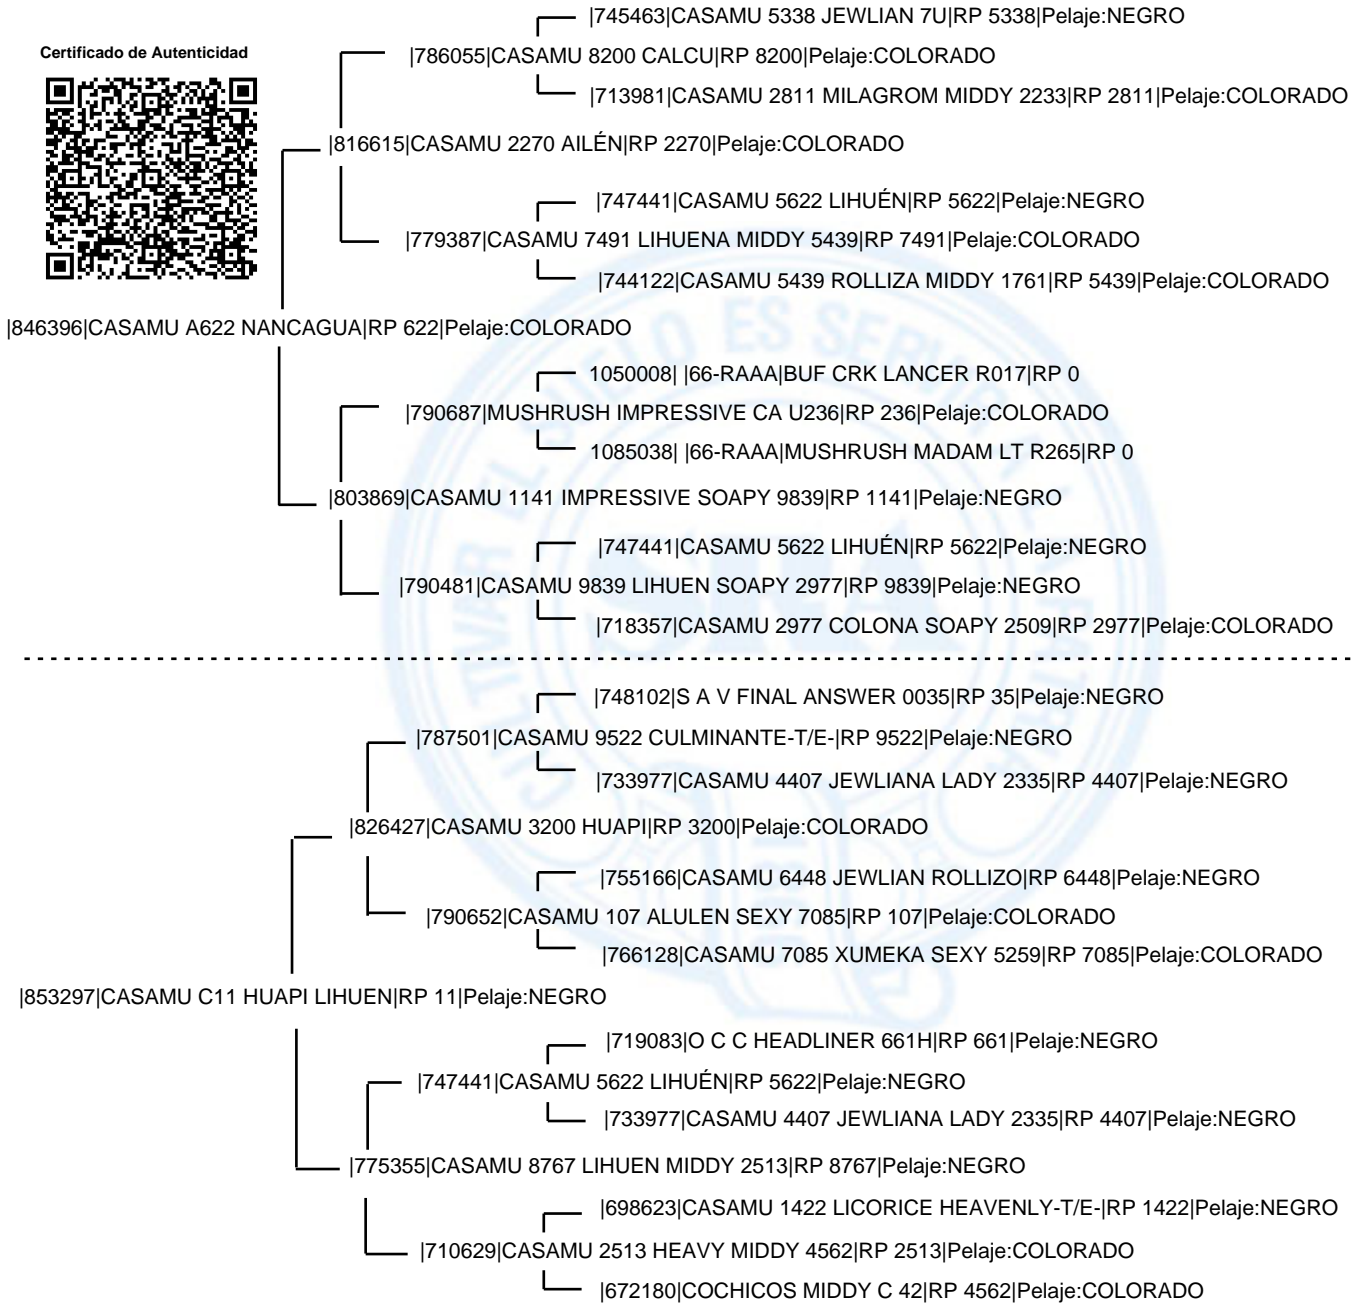 |745463|CASAMU 5338 JEWLIAN 7U|RP 5338|Pelaje:NEGRO
Certificado de Autenticidad
|786055|CASAMU 8200 CALCU|RP 8200|Pelaje:COLORADO
|713981|CASAMU 2811 MILAGROM MIDDY 2233|RP 2811|Pelaje:COLORADO
|816615|CASAMU 2270 AILÉN|RP 2270|Pelaje:COLORADO
|747441|CASAMU 5622 LIHUÉN|RP 5622|Pelaje:NEGRO
|779387|CASAMU 7491 LIHUENA MIDDY 5439|RP 7491|Pelaje:COLORADO
|744122|CASAMU 5439 ROLLIZA MIDDY 1761|RP 5439|Pelaje:COLORADO
|846396|CASAMU A622 NANCAGUA|RP 622|Pelaje:COLORADO
1050008| |66-RAAA|BUF CRK LANCER R017|RP 0
|790687|MUSHRUSH IMPRESSIVE CA U236|RP 236|Pelaje:COLORADO
1085038| |66-RAAA|MUSHRUSH MADAM LT R265|RP 0
|803869|CASAMU 1141 IMPRESSIVE SOAPY 9839|RP 1141|Pelaje:NEGRO
|747441|CASAMU 5622 LIHUÉN|RP 5622|Pelaje:NEGRO
|790481|CASAMU 9839 LIHUEN SOAPY 2977|RP 9839|Pelaje:NEGRO
|718357|CASAMU 2977 COLONA SOAPY 2509|RP 2977|Pelaje:COLORADO
|748102|S A V FINAL ANSWER 0035|RP 35|Pelaje:NEGRO
|787501|CASAMU 9522 CULMINANTE-T/E-|RP 9522|Pelaje:NEGRO
|733977|CASAMU 4407 JEWLIANA LADY 2335|RP 4407|Pelaje:NEGRO
|826427|CASAMU 3200 HUAPI|RP 3200|Pelaje:COLORADO
|755166|CASAMU 6448 JEWLIAN ROLLIZO|RP 6448|Pelaje:NEGRO
|790652|CASAMU 107 ALULEN SEXY 7085|RP 107|Pelaje:COLORADO
|766128|CASAMU 7085 XUMEKA SEXY 5259|RP 7085|Pelaje:COLORADO
|853297|CASAMU C11 HUAPI LIHUEN|RP 11|Pelaje:NEGRO
|719083|O C C HEADLINER 661H|RP 661|Pelaje:NEGRO
|747441|CASAMU 5622 LIHUÉN|RP 5622|Pelaje:NEGRO
|733977|CASAMU 4407 JEWLIANA LADY 2335|RP 4407|Pelaje:NEGRO
|775355|CASAMU 8767 LIHUEN MIDDY 2513|RP 8767|Pelaje:NEGRO
|698623|CASAMU 1422 LICORICE HEAVENLY-T/E-|RP 1422|Pelaje:NEGRO
|710629|CASAMU 2513 HEAVY MIDDY 4562|RP 2513|Pelaje:COLORADO
|672180|COCHICOS MIDDY C 42|RP 4562|Pelaje:COLORADO
CULTIVAR EL SUELO ES SERVIR A LA PATRIA
SRA
1866